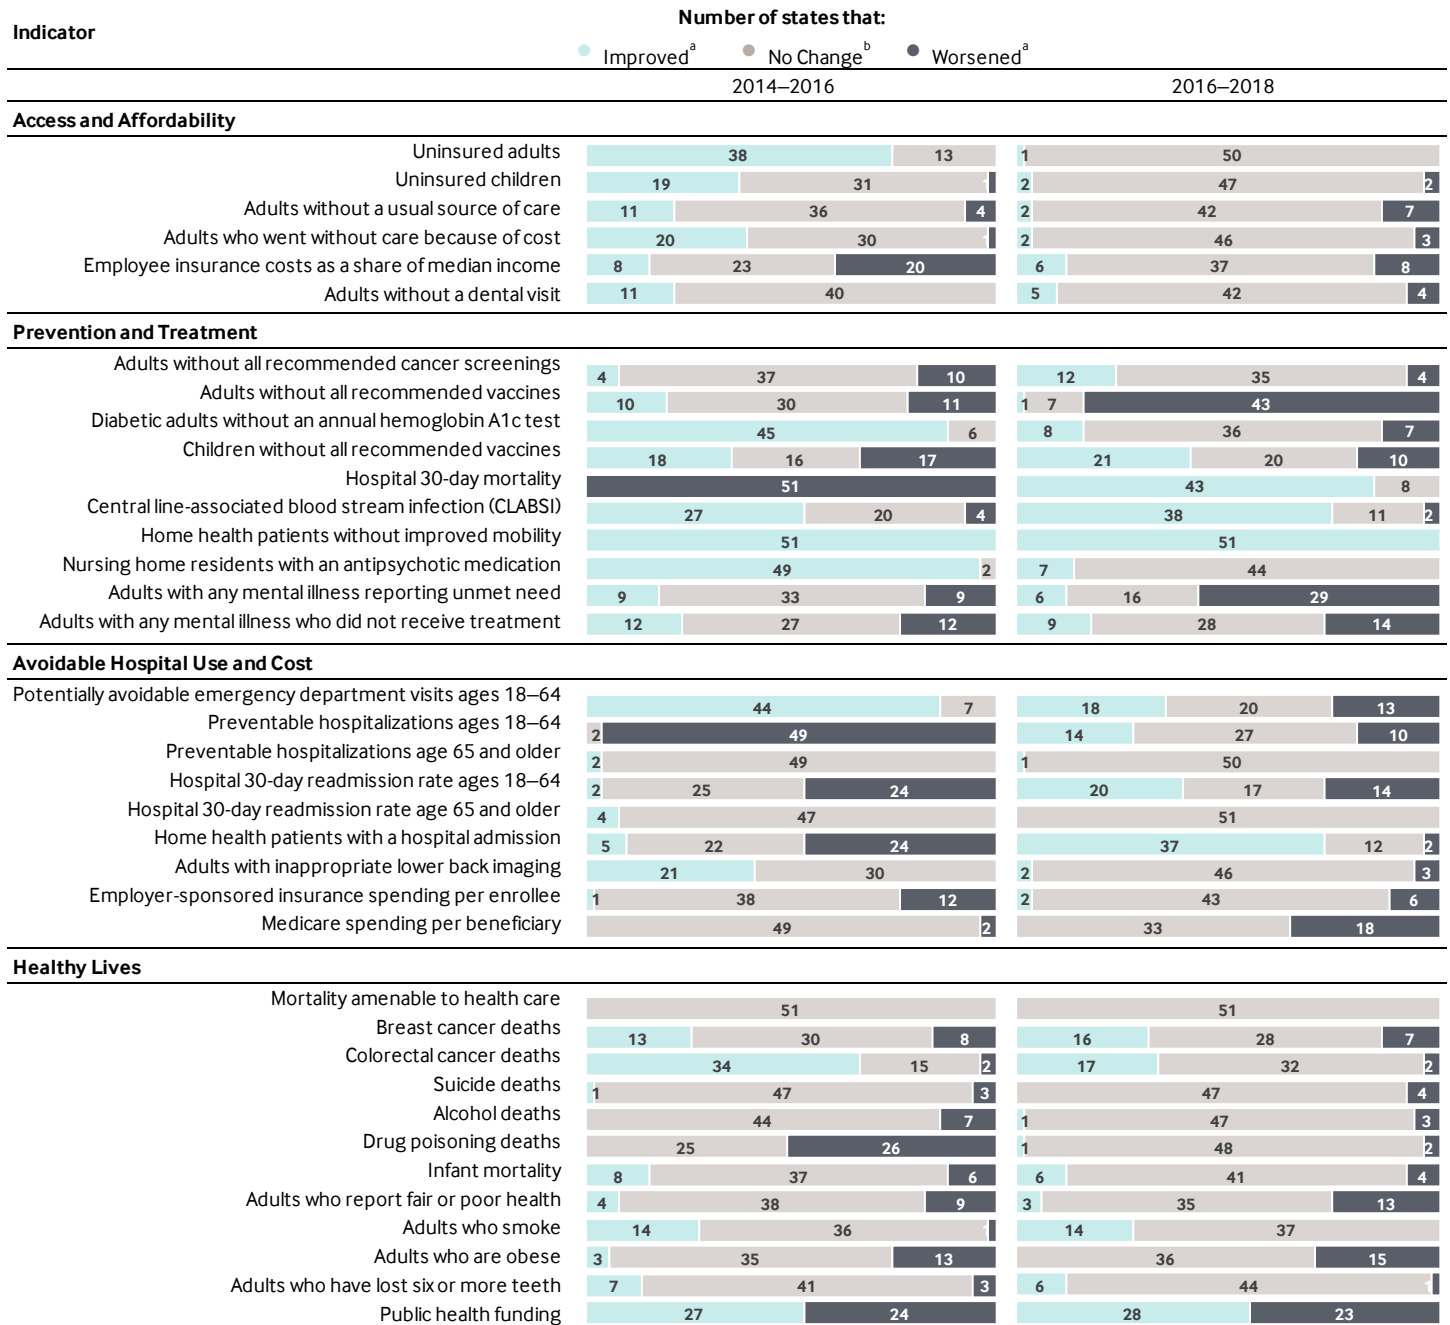 Number of states that:
Indicator
Improvedᵃ No Changeᵇ Worsenedᵃ
2014–2016 2016–2018
Access and Affordability
Uninsured adults 38 13 1 50
Uninsured children 19 31 1 2 47 2
Adults without a usual source of care 11 36 4 2 42 7
Adults who went without care because of cost 20 30 1 2 46 3
Employee insurance costs as a share of median income 8 23 20 6 37 8
Adults without a dental visit 11 40 5 42 4
Prevention and Treatment
Adults without all recommended cancer screenings 4 37 10 12 35 4
Adults without all recommended vaccines 10 30 11 1 7 43
Diabetic adults without an annual hemoglobin A1c test 45 6 8 36 7
Children without all recommended vaccines 18 16 17 21 20 10
Hospital 30-day mortality 51 43 8
Central line-associated blood stream infection (CLABSI) 27 20 4 38 11 2
Home health patients without improved mobility 51 51
Nursing home residents with an antipsychotic medication 49 2 7 44
Adults with any mental illness reporting unmet need 9 33 9 6 16 29
Adults with any mental illness who did not receive treatment 12 27 12 9 28 14
Avoidable Hospital Use and Cost
Potentially avoidable emergency department visits ages 18–64 44 7 18 20 13
Preventable hospitalizations ages 18–64 2 49 14 27 10
Preventable hospitalizations age 65 and older 2 49 1 50
Hospital 30-day readmission rate ages 18–64 2 25 24 20 17 14
Hospital 30-day readmission rate age 65 and older 4 47 51
Home health patients with a hospital admission 5 22 24 37 12 2
Adults with inappropriate lower back imaging 21 30 2 46 3
Employer-sponsored insurance spending per enrollee 1 38 12 2 43 6
Medicare spending per beneficiary 49 2 33 18
Healthy Lives
Mortality amenable to health care 51 51
Breast cancer deaths 13 30 8 16 28 7
Colorectal cancer deaths 34 15 2 17 32 2
Suicide deaths 1 47 3 47 4
Alcohol deaths 44 7 1 47 3
Drug poisoning deaths 25 26 1 48 2
Infant mortality 8 37 6 6 41 4
Adults who report fair or poor health 4 38 9 3 35 13
Adults who smoke 14 36 1 14 37
Adults who are obese 3 35 13 36 15
Adults who have lost six or more teeth 7 41 3 6 44 1
Public health funding 27 24 28 23